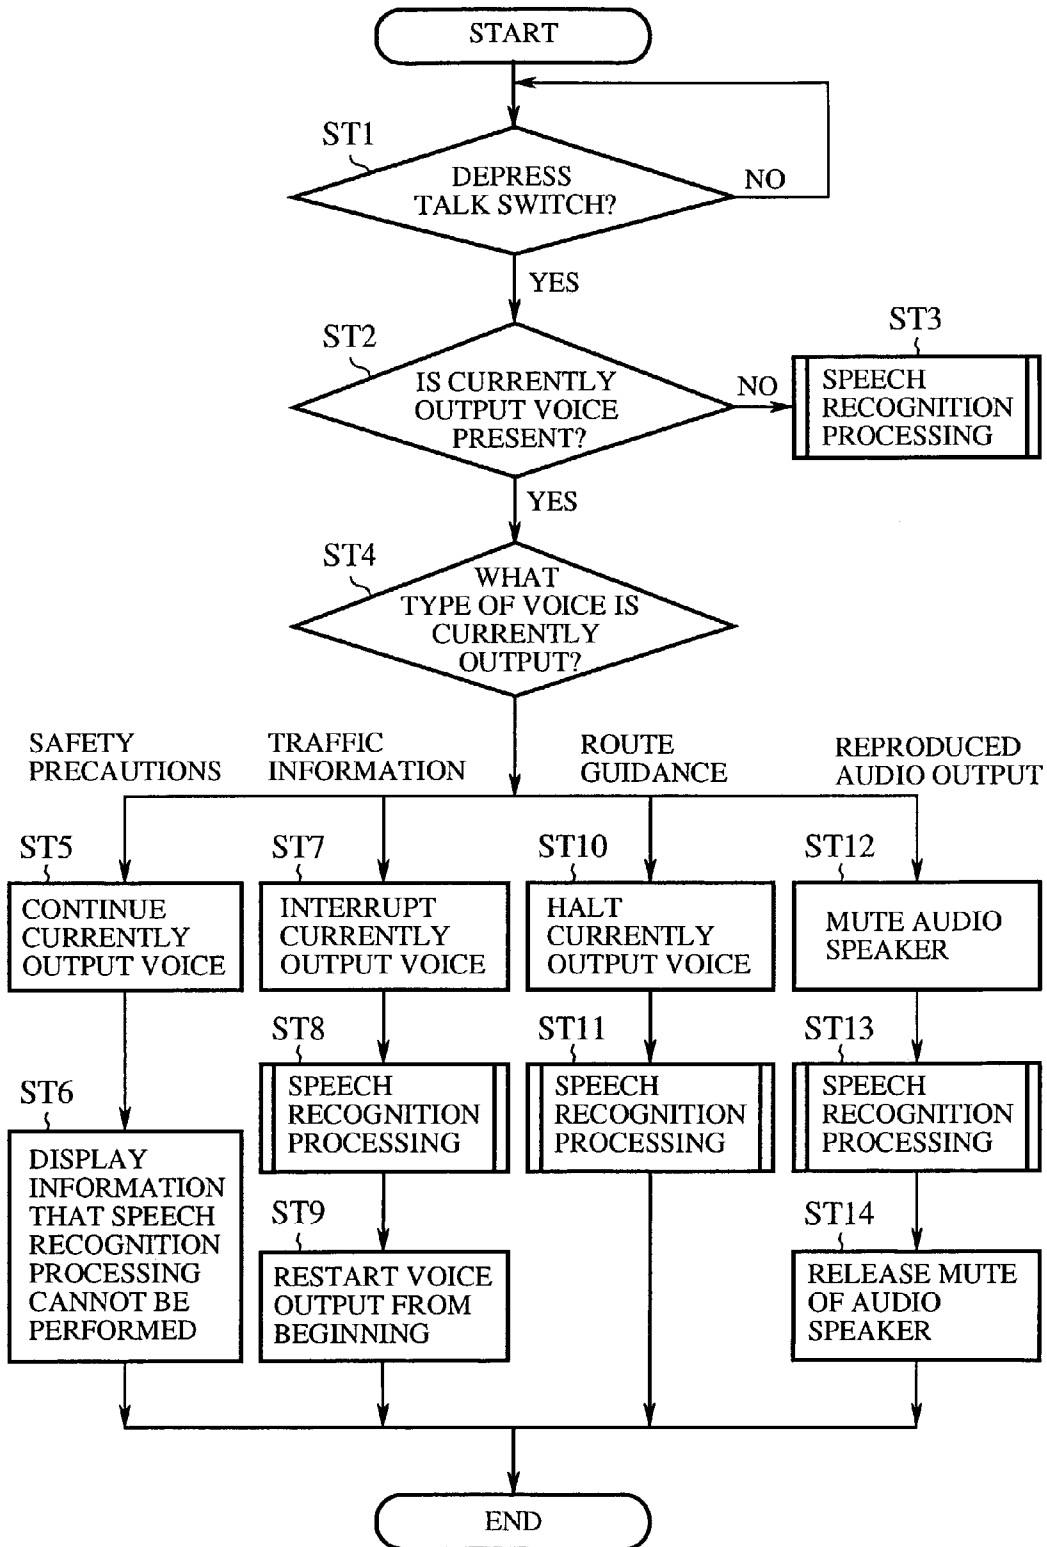 START
ST1
DEPRESS
TALK SWITCH?
NO
YES
ST2
IS CURRENTLY
OUTPUT VOICE
PRESENT?
NO
ST3
SPEECH
RECOGNITION
PROCESSING
YES
ST4
WHAT
TYPE OF VOICE IS
CURRENTLY
OUTPUT?
SAFETY
PRECAUTIONS
TRAFFIC
INFORMATION
ROUTE
GUIDANCE
REPRODUCED
AUDIO OUTPUT
ST5
CONTINUE
CURRENTLY
OUTPUT VOICE
ST7
INTERRUPT
CURRENTLY
OUTPUT VOICE
ST10
HALT
CURRENTLY
OUTPUT VOICE
ST12
MUTE AUDIO
SPEAKER
ST6
DISPLAY
INFORMATION
THAT SPEECH
RECOGNITION
PROCESSING
CANNOT BE
PERFORMED
ST8
SPEECH
RECOGNITION
PROCESSING
ST11
SPEECH
RECOGNITION
PROCESSING
ST13
SPEECH
RECOGNITION
PROCESSING
ST9
RESTART VOICE
OUTPUT FROM
BEGINNING
ST14
RELEASE MUTE
OF AUDIO
SPEAKER
END